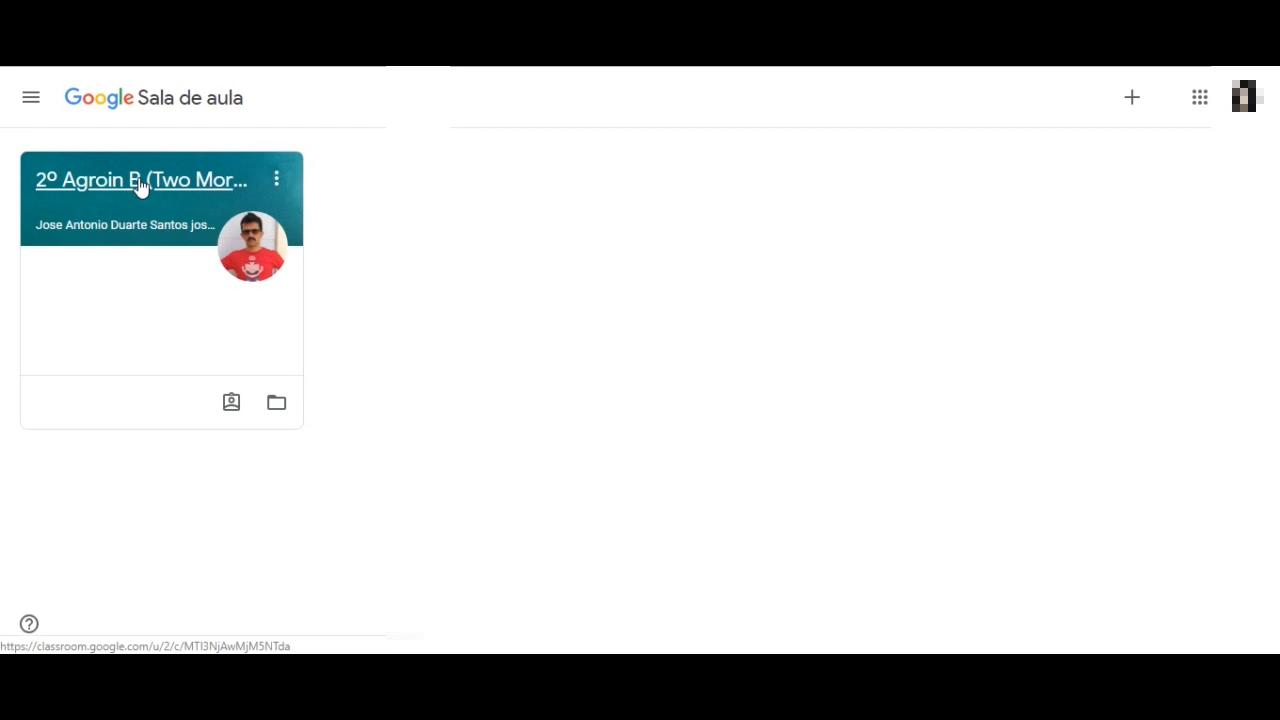 Google Sala de aula
2º Agroin B (Two Mor...
Jose Antonio Duarte Santos jos...
https://classroom.google.com/u/2/c/MTI3NjAwMjM5NTda